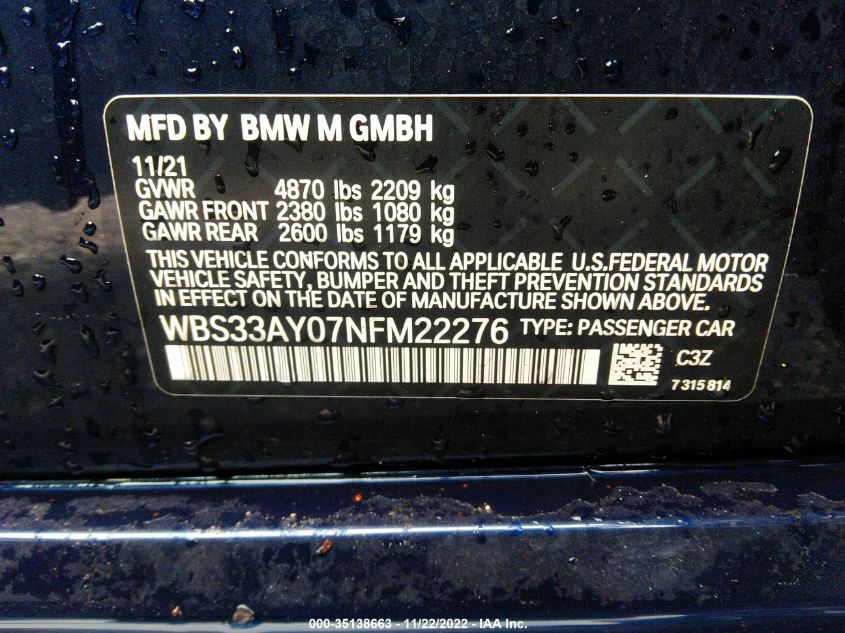 MFD BY BMW M GMBH
11/21
GVWR 4870 lbs 2209 kg
GAWR FRONT 2380 lbs 1080 kg
GAWR REAR 2600 lbs 1179 kg
THIS VEHICLE CONFORMS TO ALL APPLICABLE U.S.FEDERAL MOTOR
VEHICLE SAFETY, BUMPER AND THEFT PREVENTION STANDARDS
IN EFFECT ON THE DATE OF MANUFACTURE SHOWN ABOVE.
WBS33AY07NFM22276 TYPE: PASSENGER CAR
C3Z
7 315 814
000-35138663 - 11/22/2022 - IAA Inc.